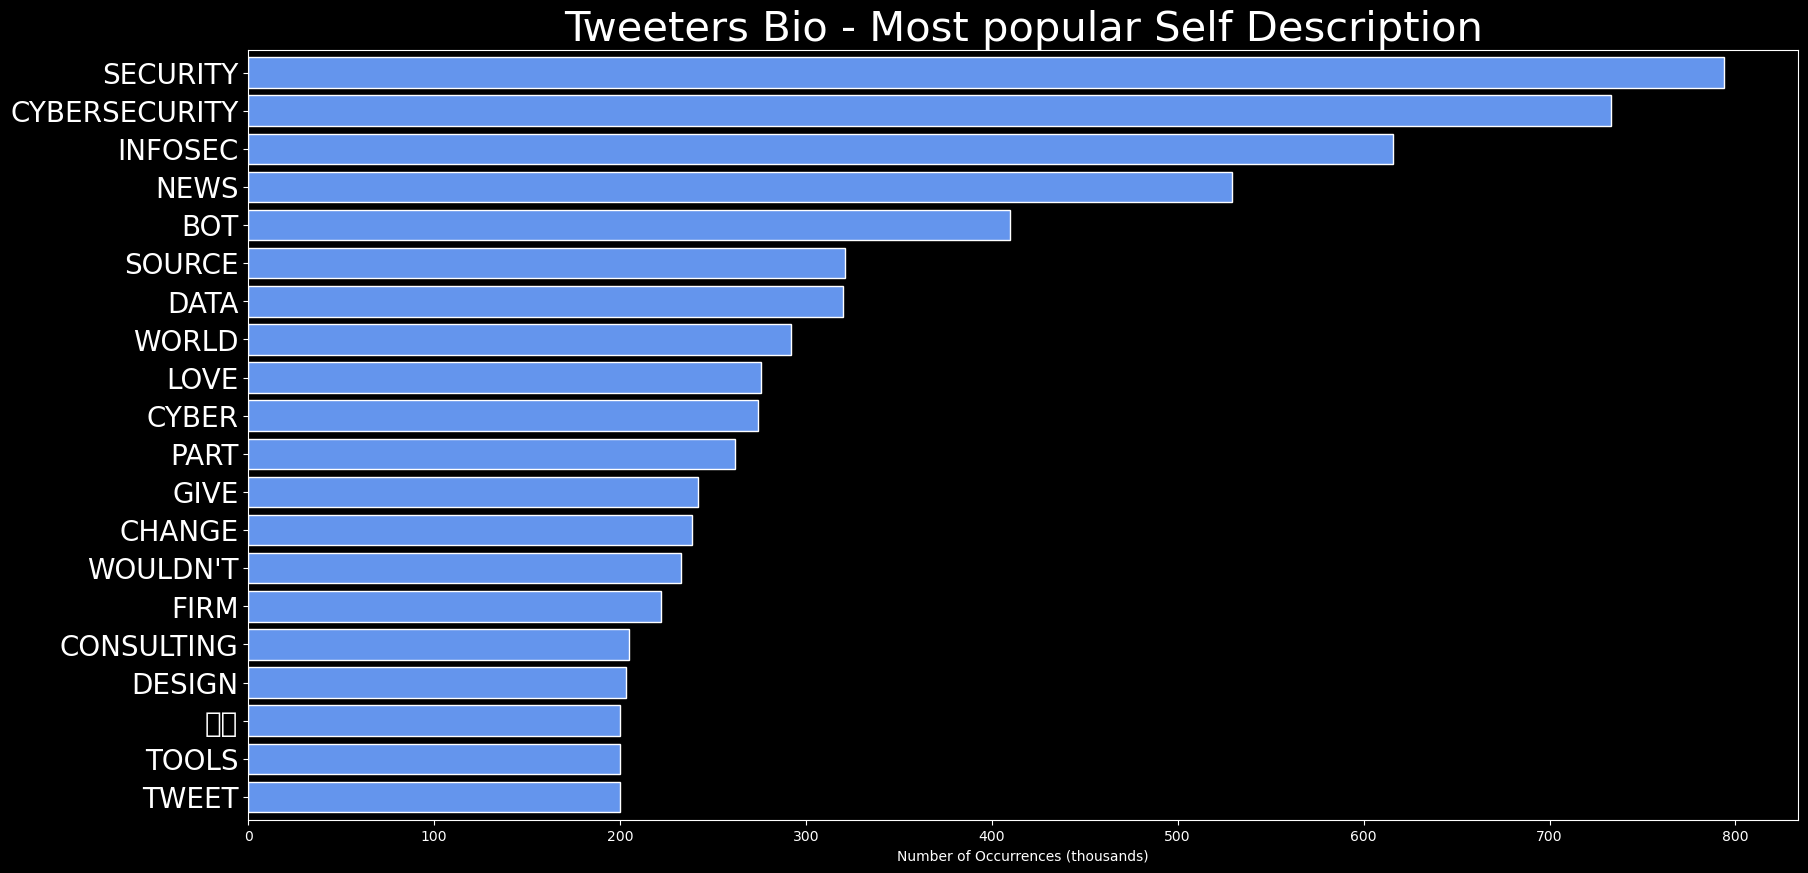 Tweeters Bio - Most popular Self Description
SECURITY
CYBERSECURITY
INFOSEC
NEWS
BOT
SOURCE
DATA
WORLD
LOVE
CYBER
PART
GIVE
CHANGE
WOULDN'T
FIRM
CONSULTING
DESIGN
TOOLS
TWEET
0 100 200 300 400 500 600 700 800
Number of Occurrences (thousands)